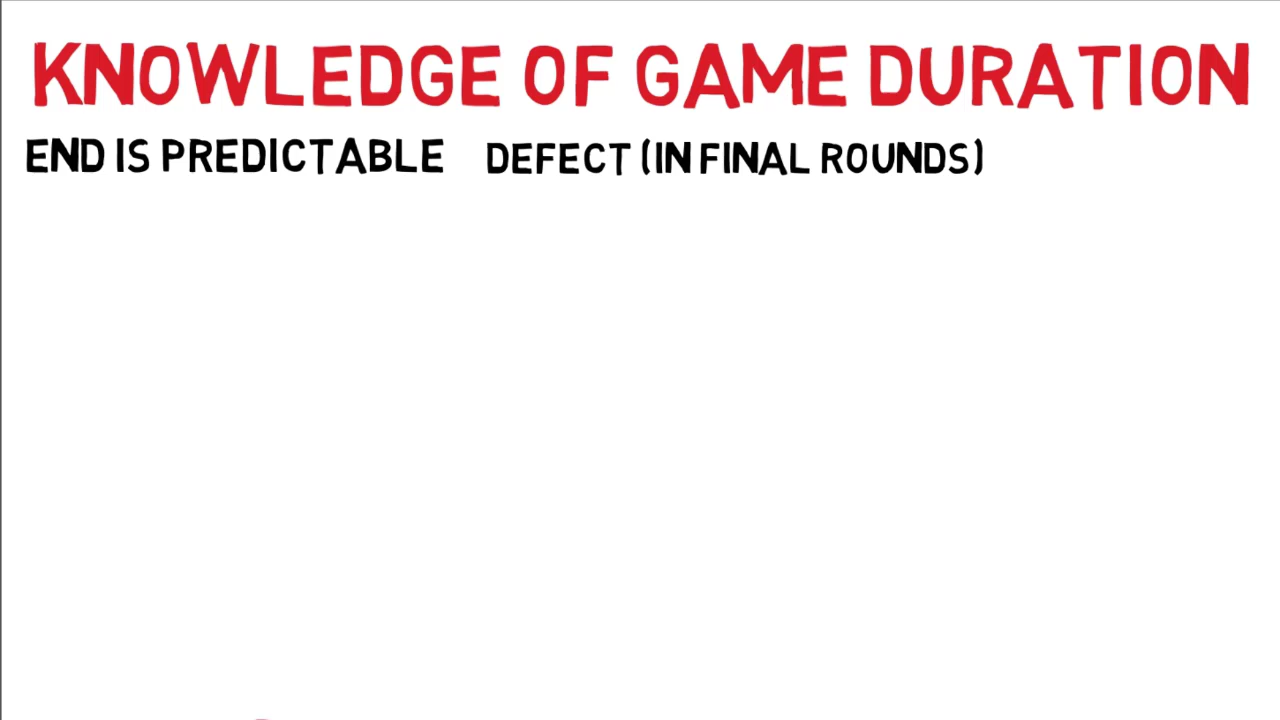 KNOWLEDGE OF GAME DURATION
END IS PREDICTABLE DEFECT (IN FINAL ROUNDS)